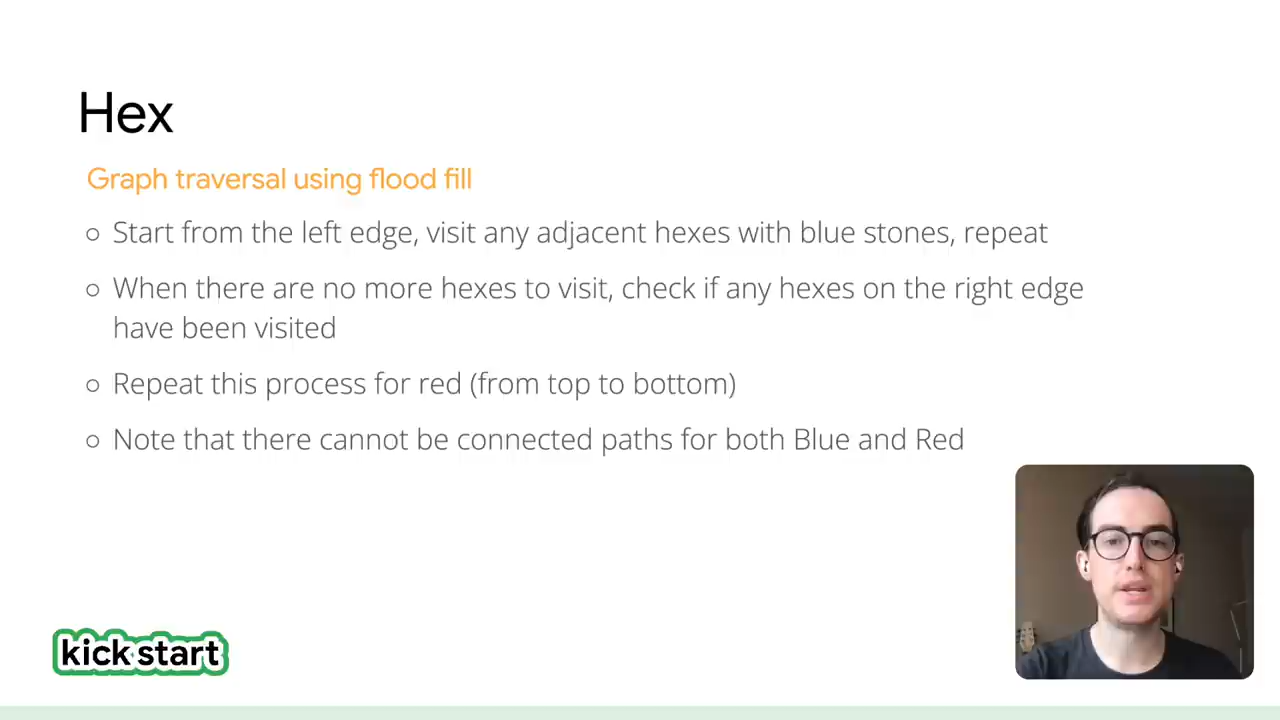 Hex
Graph traversal using flood fill
○ Start from the left edge, visit any adjacent hexes with blue stones, repeat
○ When there are no more hexes to visit, check if any hexes on the right edge
have been visited
○ Repeat this process for red (from top to bottom)
○ Note that there cannot be connected paths for both Blue and Red
kick start